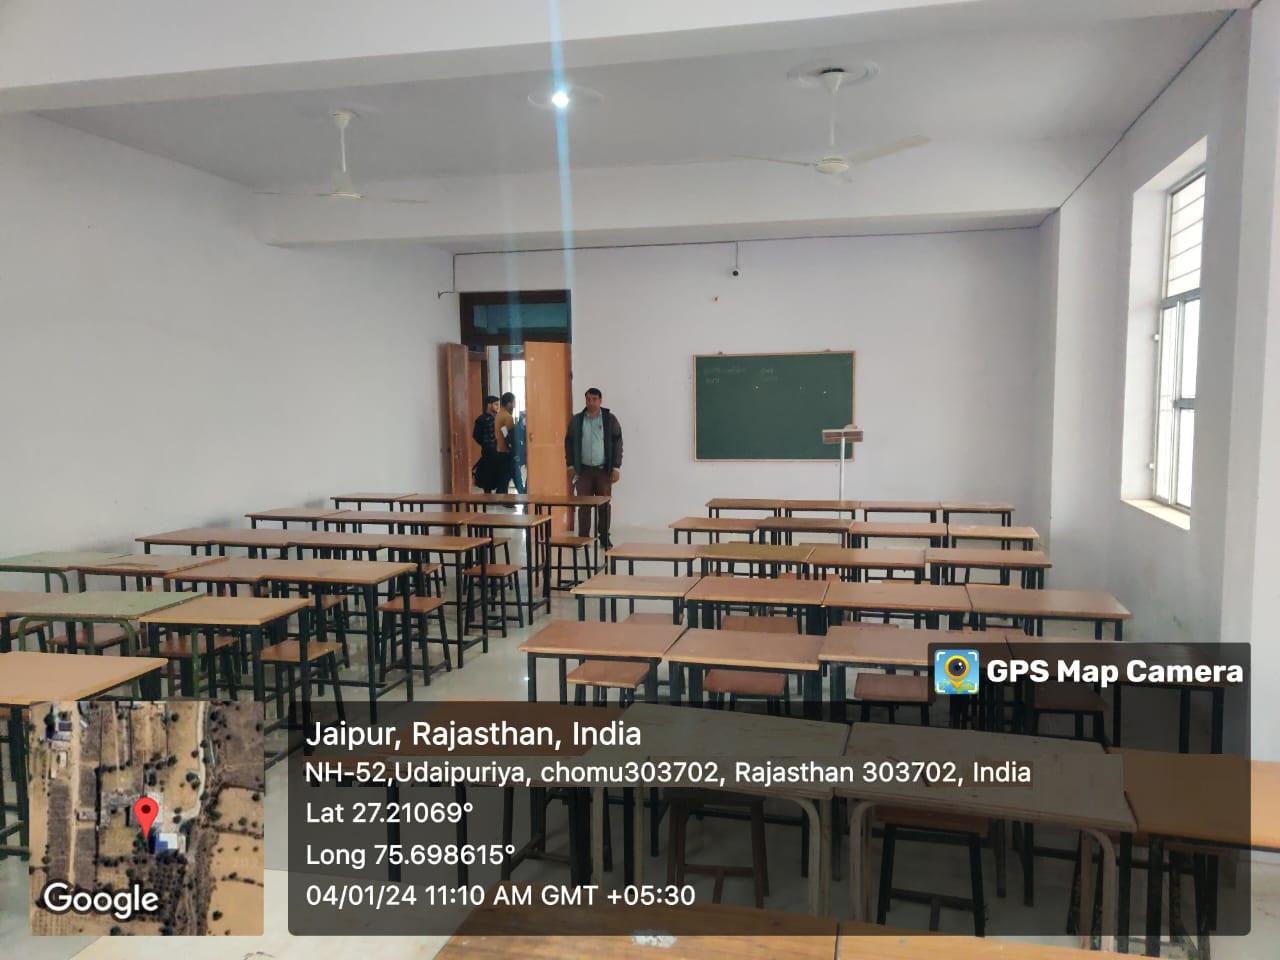 GPS Map Camera
Jaipur, Rajasthan, India
NH-52,Udaipuriya, chomu303702, Rajasthan 303702, India
Lat 27.21069°
Long 75.698615°
04/01/24 11:10 AM GMT +05:30
Google